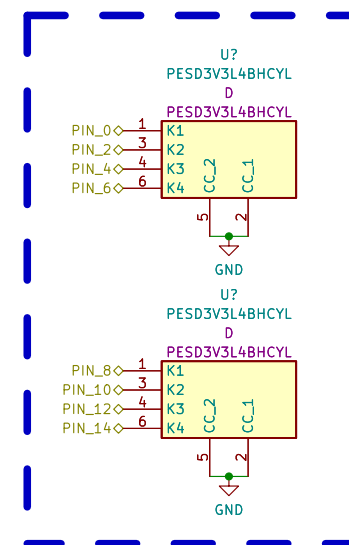 U?
PESD3V3L4BHCYL
D
PESD3V3L4BHCYL
PIN_0 1 K1
PIN_2 3 K2
PIN_4 4 K3
PIN_6 6 K4
CC_2 CC_1
5 2
GND
U?
PESD3V3L4BHCYL
D
PESD3V3L4BHCYL
PIN_8 1 K1
PIN_10 3 K2
PIN_12 4 K3
PIN_14 6 K4
CC_2 CC_1
5 2
GND